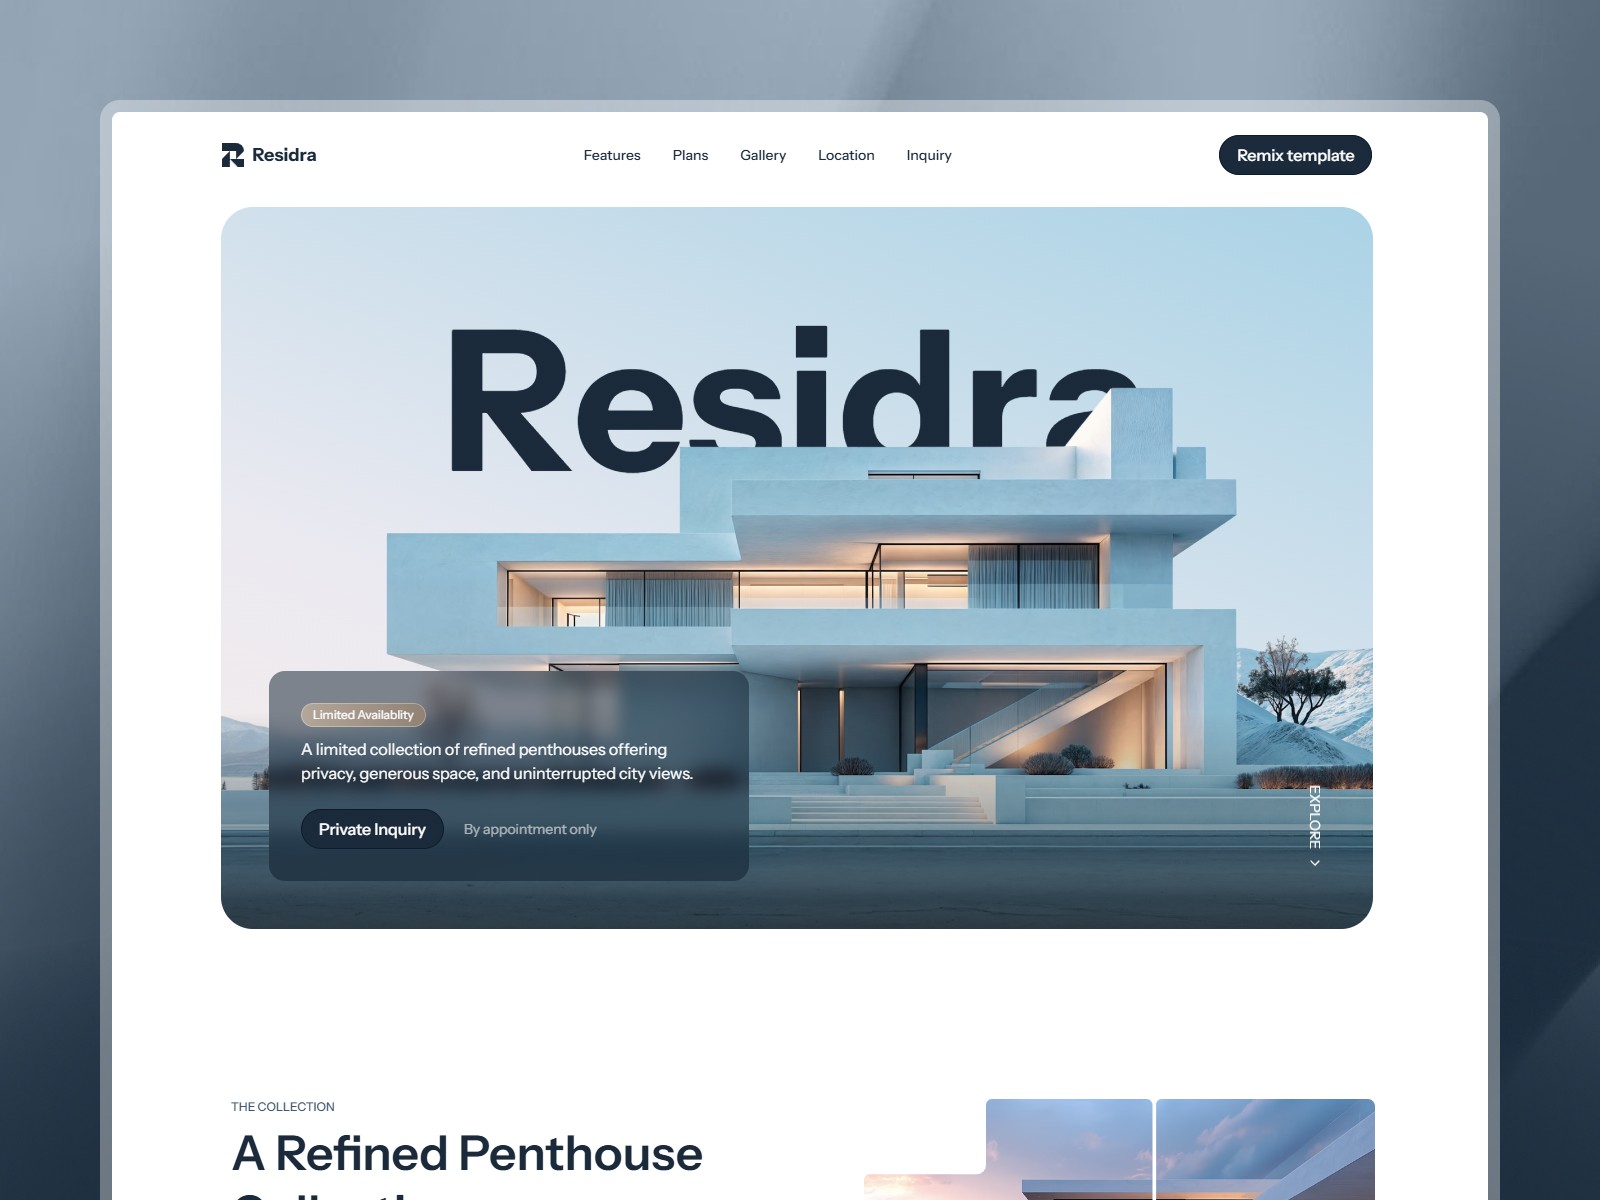 Residra
Features
Plans
Gallery
Location
Inquiry
Remix template
Residra
Limited Availablity
A limited collection of refined penthouses offering
privacy, generous space, and uninterrupted city views.
Private Inquiry
By appointment only
EXPLORE
THE COLLECTION
A Refined Penthouse